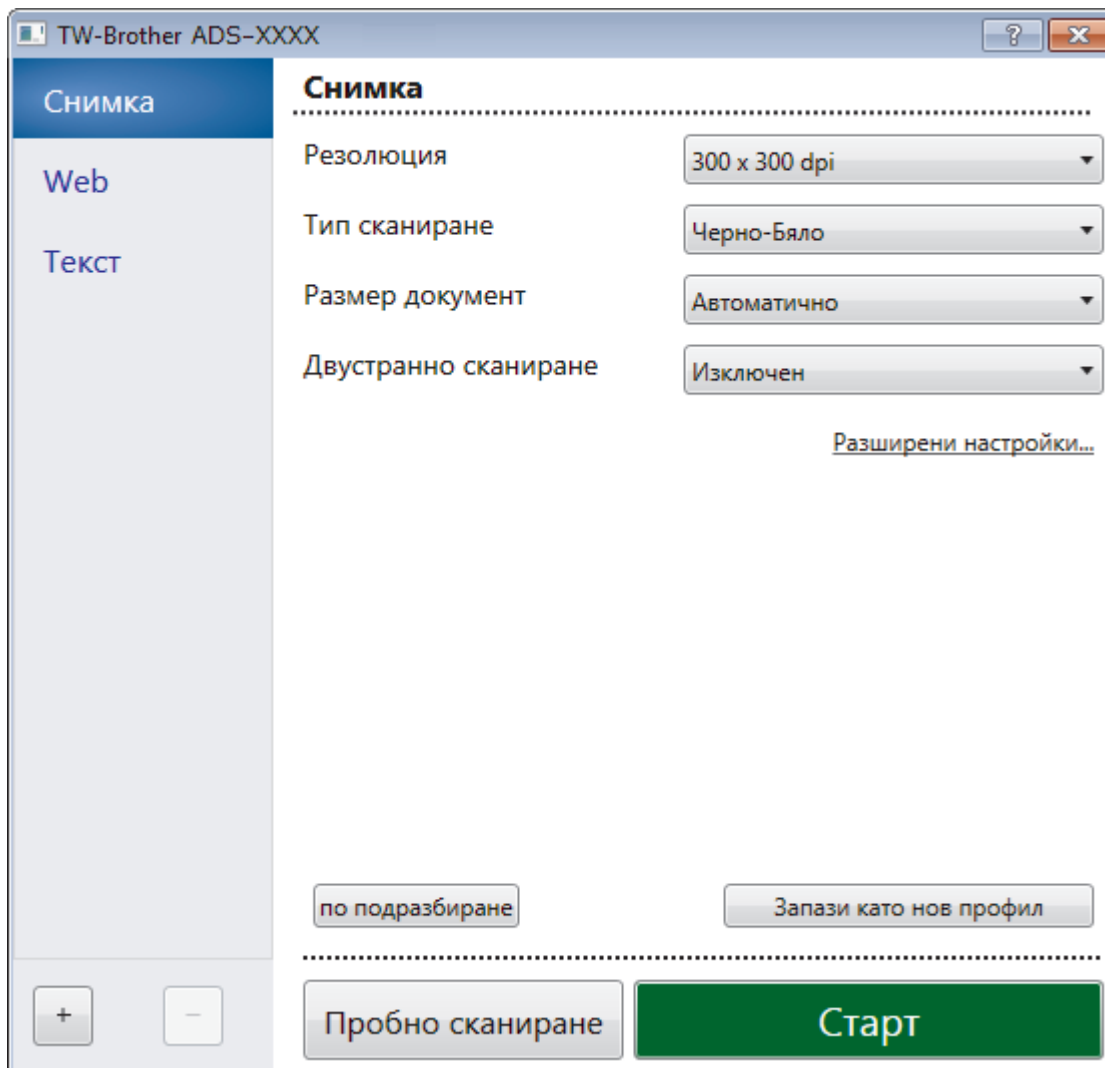 TW-Brother ADS-XXXX
?
Снимка
Web
Текст
Снимка
Резолюция
300 x 300 dpi
Тип сканиране
Черно-Бяло
Размер документ
Автоматично
Двустранно сканиране
Изключен
Разширени настройки...
по подразбиране
Запази като нов профил
+
−
Пробно сканиране
Старт